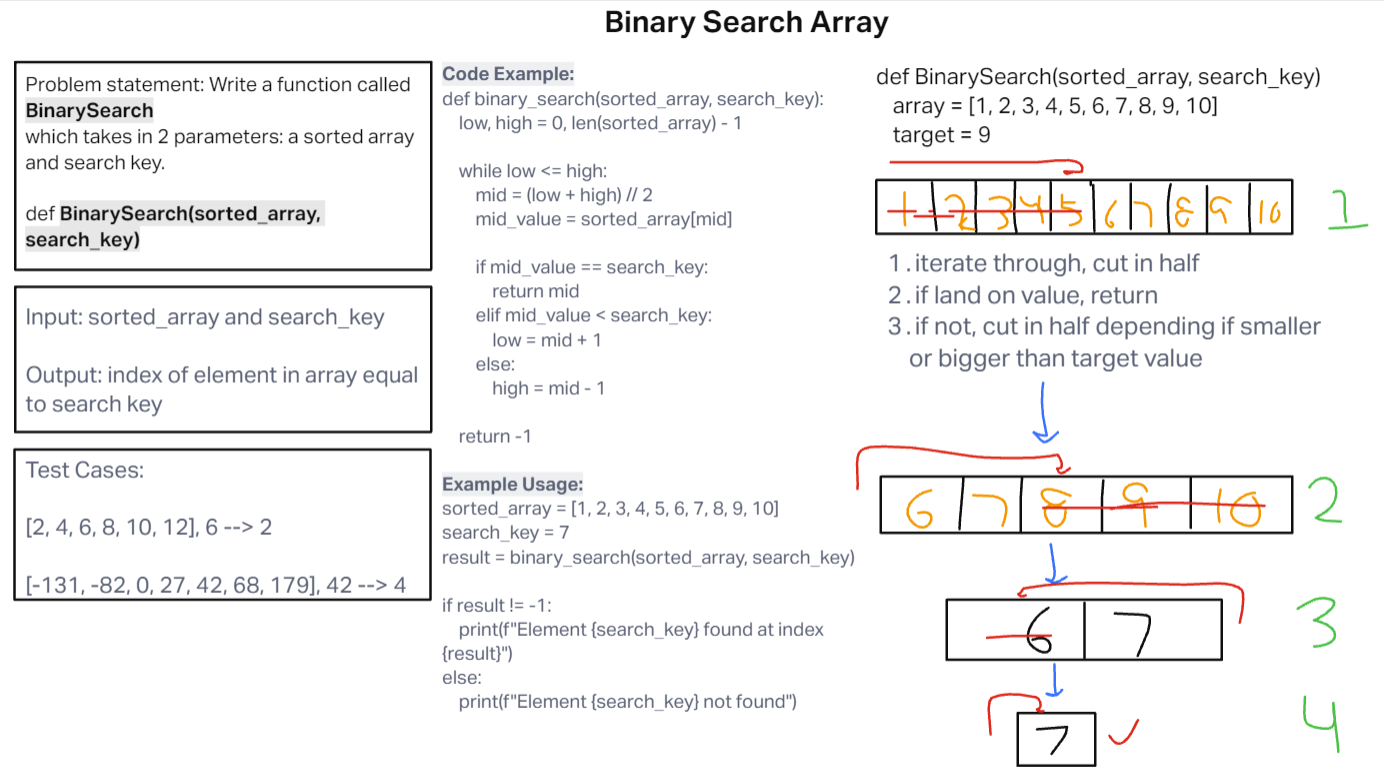 Binary Search Array
Problem statement: Write a function called
BinarySearch
which takes in 2 parameters: a sorted array
and search key.
def BinarySearch(sorted_array,
search_key)
Input: sorted_array and search_key
Output: index of element in array equal
to search key
Test Cases:
[2, 4, 6, 8, 10, 12], 6 --> 2
[-131, -82, 0, 27, 42, 68, 179], 42 --> 4
Code Example:
def binary_search(sorted_array, search_key):
low, high = 0, len(sorted_array) - 1
while low <= high:
mid = (low + high) // 2
mid_value = sorted_array[mid]
if mid_value == search_key:
return mid
elif mid_value < search_key:
low = mid + 1
else:
high = mid - 1
return -1
Example Usage:
sorted_array = [1, 2, 3, 4, 5, 6, 7, 8, 9, 10]
search_key = 7
result = binary_search(sorted_array, search_key)
if result != -1:
print(f"Element {search_key} found at index
{result}")
else:
print(f"Element {search_key} not found")
def BinarySearch(sorted_array, search_key)
array = [1, 2, 3, 4, 5, 6, 7, 8, 9, 10]
target = 9
1 2 3 4 5 6 7 8 9 10 1
1. iterate through, cut in half
2. if land on value, return
3. if not, cut in half depending if smaller
or bigger than target value
6 7 8 9 10 2
6 7 3
7 4